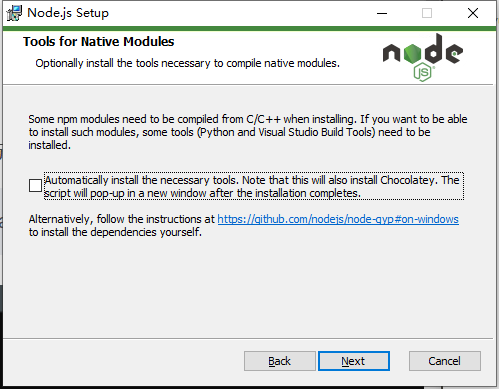 Node.js Setup
Tools for Native Modules
Optionally install the tools necessary to compile native modules.
node
JS
Some npm modules need to be compiled from C/C++ when installing. If you want to be able
to install such modules, some tools (Python and Visual Studio Build Tools) need to be
installed.
Automatically install the necessary tools. Note that this will also install Chocolatey. The
script will pop-up in a new window after the installation completes.
Alternatively, follow the instructions at https://github.com/nodejs/node-gyp#on-windows
to install the dependencies yourself.
Back
Next
Cancel